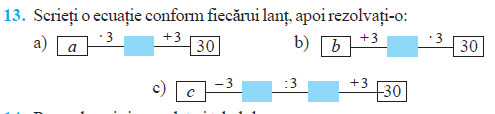 13. Scrieți o ecuație conform fiecărui lanț, apoi rezolvați-o:
a) a ·3 +3 30 b) b +3 ·3 30
c) c −3 :3 +3 30